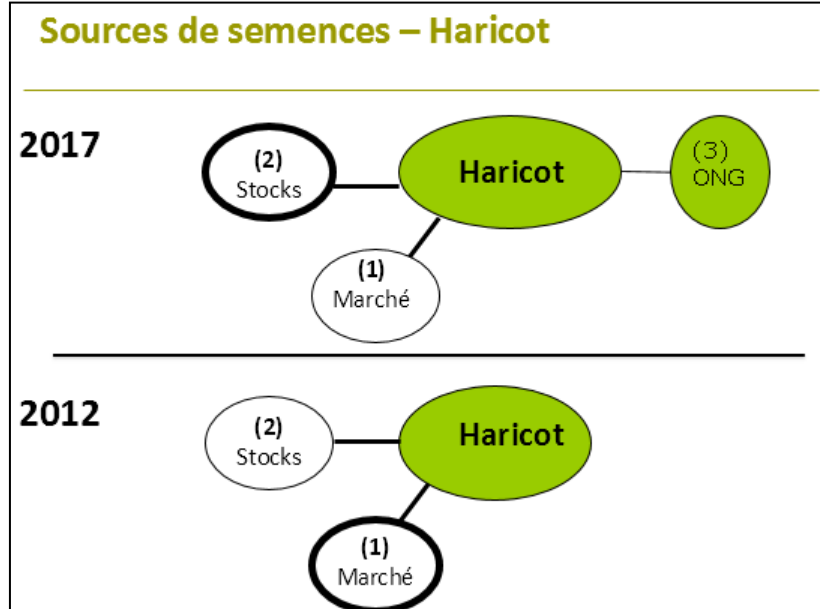 Sources de semences – Haricot
2017
(2)
Stocks
Haricot
(3)
ONG
(1)
Marché
2012
(2)
Stocks
Haricot
(1)
Marché